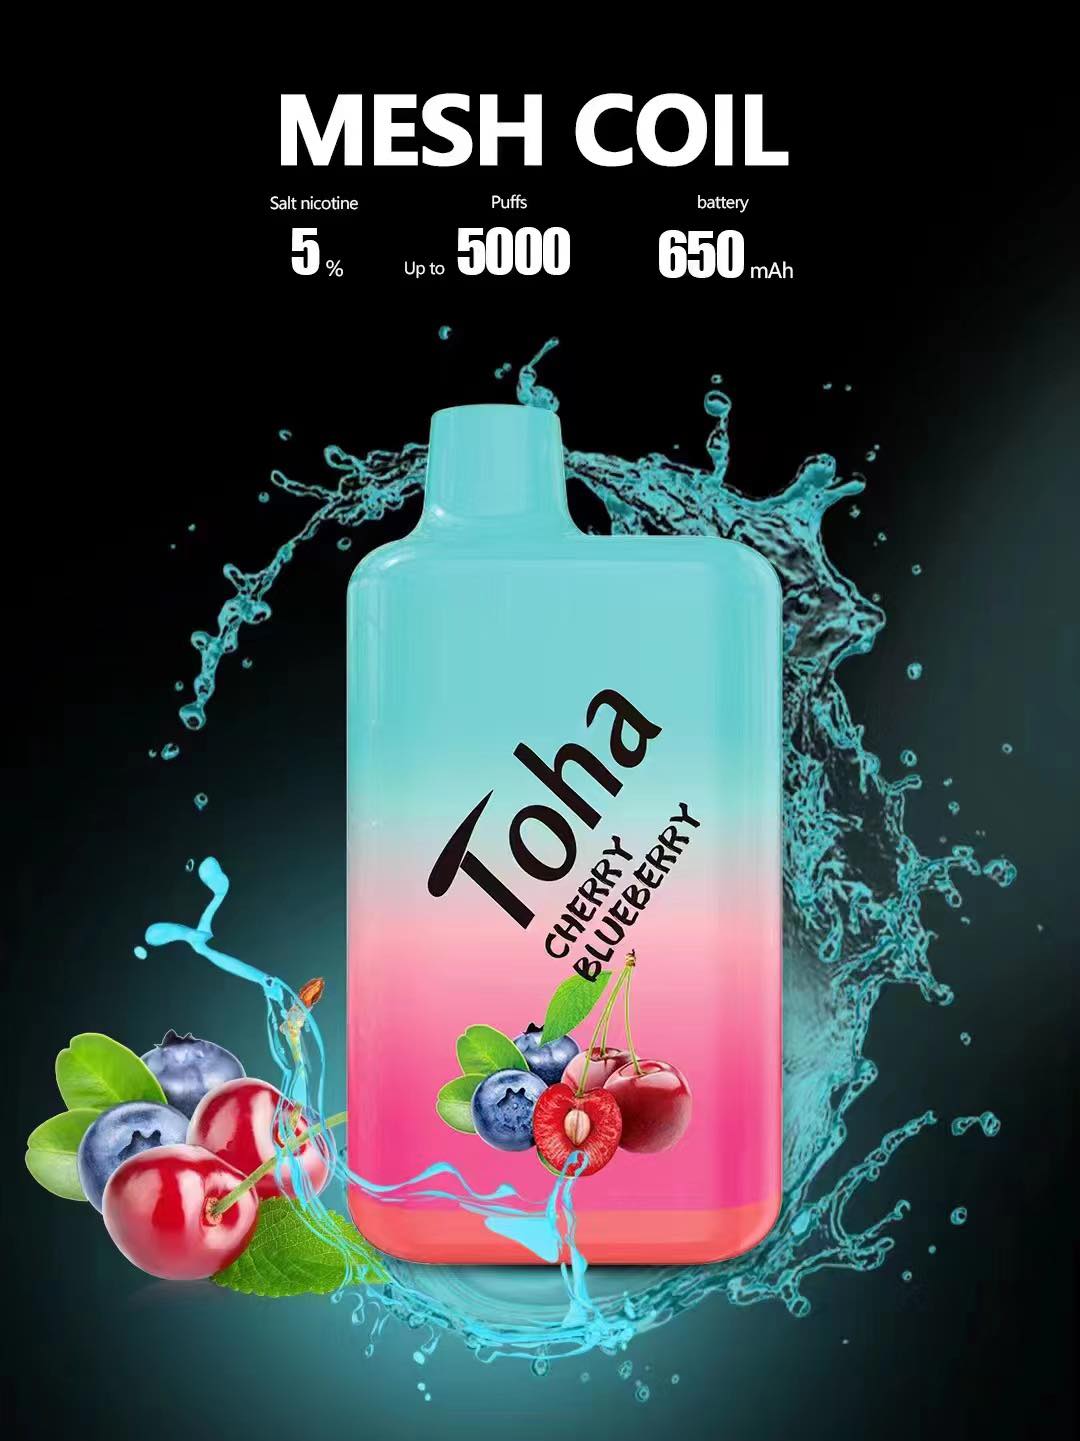 MESH COIL
Salt nicotine Puffs battery
5 % Up to 5000 650 mAh
Toha
CHERRY
BLUEBERRY